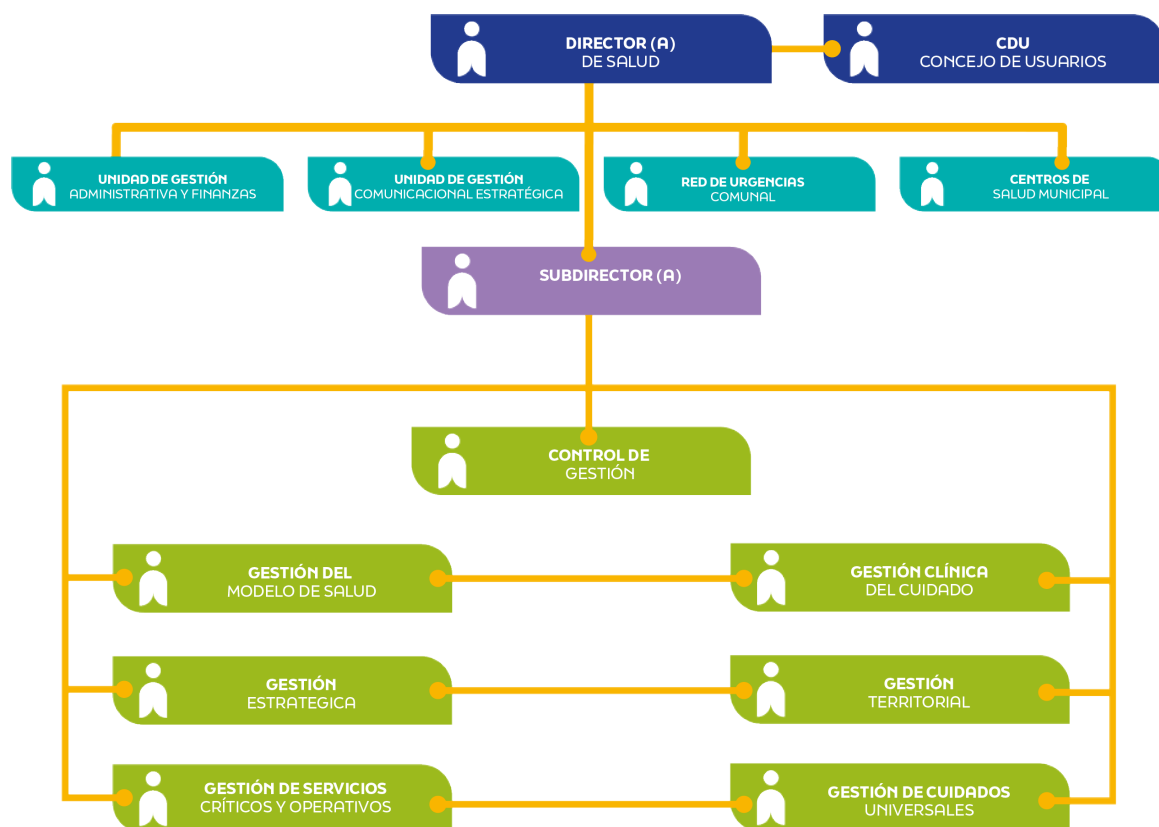 DIRECTOR (A)
DE SALUD
CDU
CONCEJO DE USUARIOS
UNIDAD DE GESTIÓN
ADMINISTRATIVA Y FINANZAS
UNIDAD DE GESTIÓN
COMUNICACIONAL ESTRATÉGICA
RED DE URGENCIAS
COMUNAL
CENTROS DE
SALUD MUNICIPAL
SUBDIRECTOR (A)
CONTROL DE
GESTIÓN
GESTIÓN DEL
MODELO DE SALUD
GESTIÓN CLÍNICA
DEL CUIDADO
GESTIÓN
ESTRATEGICA
GESTIÓN
TERRITORIAL
GESTIÓN DE SERVICIOS
CRÍTICOS Y OPERATIVOS
GESTIÓN DE CUIDADOS
UNIVERSALES